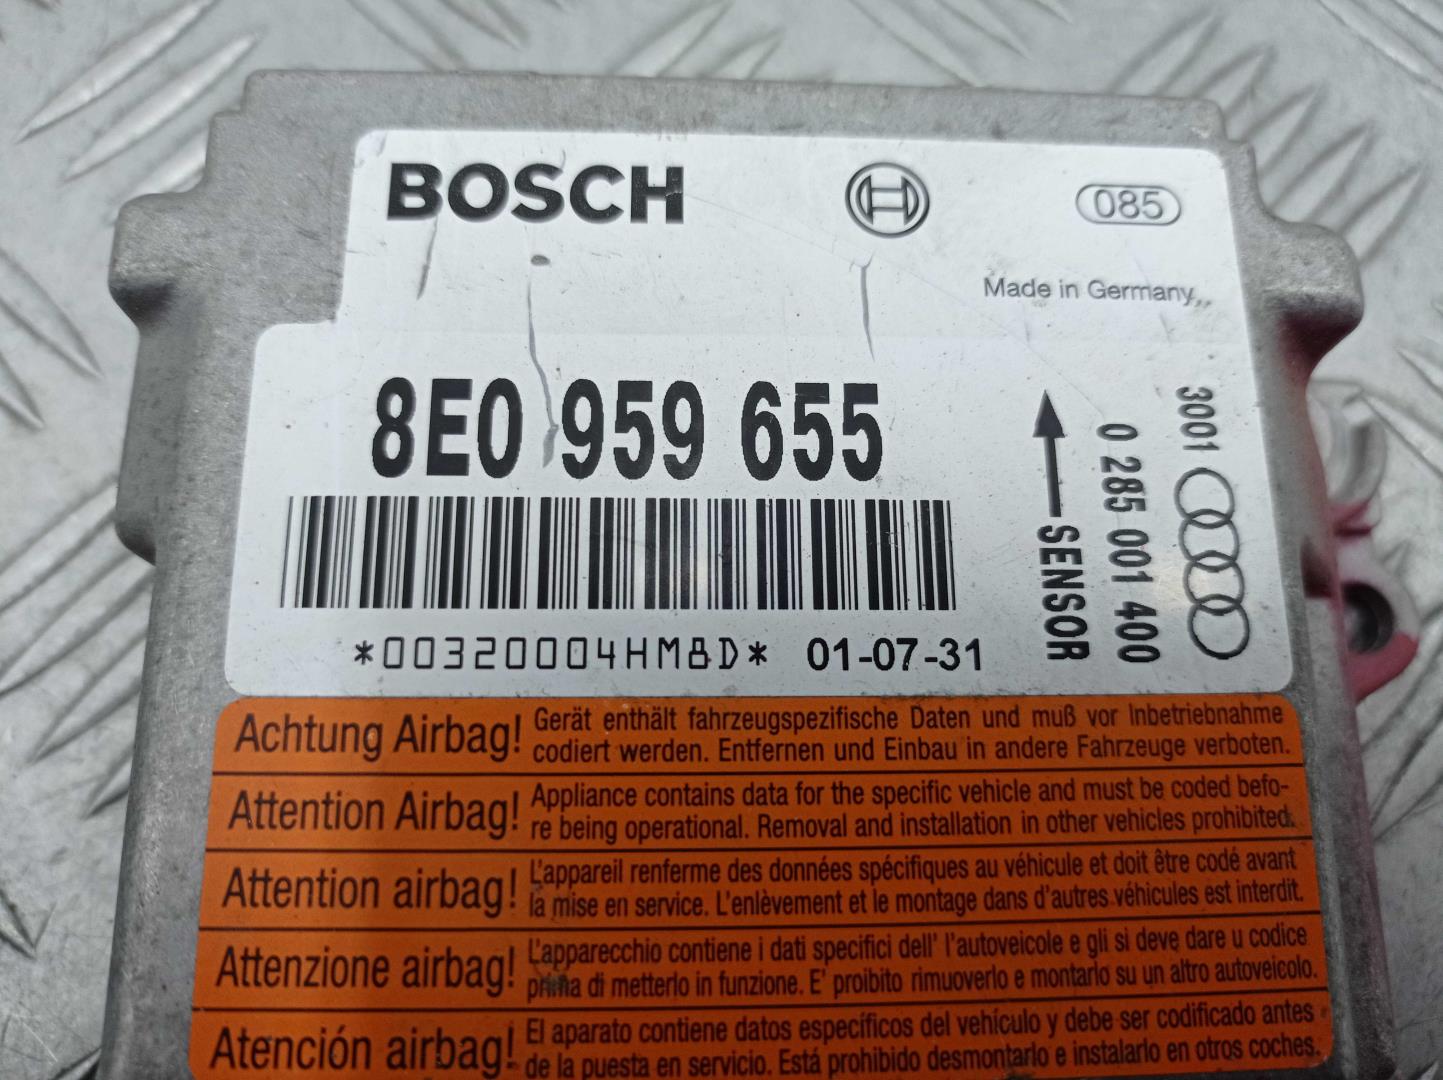 BOSCH
085
Made in Germany
8E0 959 655
3001
0 285 001 400
SENSOR
*00320004HM8D* 01-07-31
Achtung Airbag! Gerät enthält fahrzeugspezifische Daten und muß vor Inbetriebnahme
codiert werden. Entfernen und Einbau in andere Fahrzeuge verboten.
Attention Airbag! Appliance contains data for the specific vehicle and must be coded befo-
re being operational. Removal and installation in other vehicles prohibited.
Attention airbag! L'appareil renferme des données spécifiques au véhicule et doit être codé avant
la mise en service. L'enlèvement et le montage dans d'autres véhicules est interdit.
Attenzione airbag! L'apparecchio contiene i dati specifici dell' l'autoveicole e gli si deve dare u codice
prima di metterlo in funzione. E' proibito rimuoverlo e montarlo su un altro autoveicolo.
Atención airbag! El aparato contiene datos específicos del vehículo y debe ser codificado antes
de la puesta en servicio. Está prohibido desmontarlo e instalarlo en otros coches.